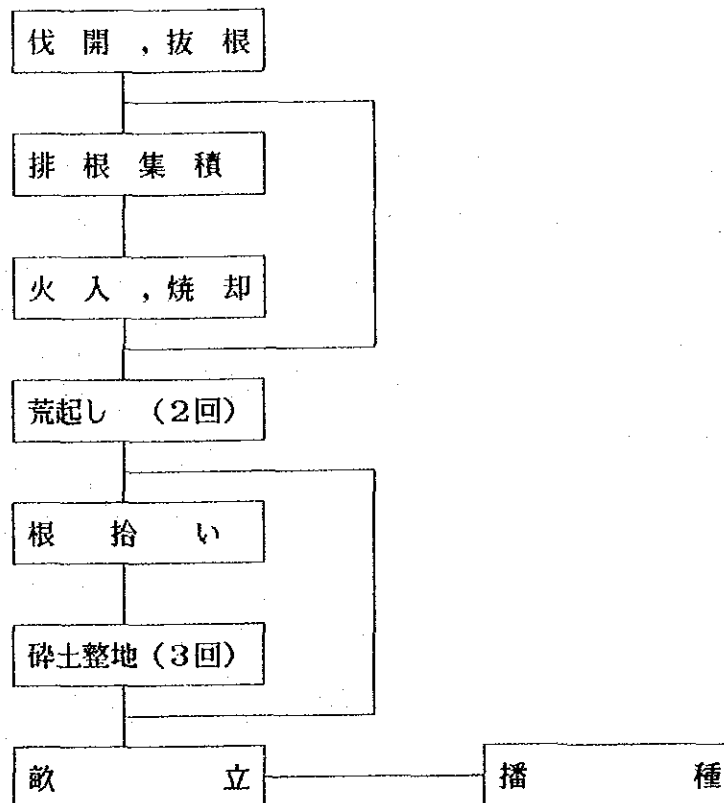 伐開,抜根
排根集積
火入,焼却
荒起し (2回)
根拾い
砕土整地(3回)
畝立
播種